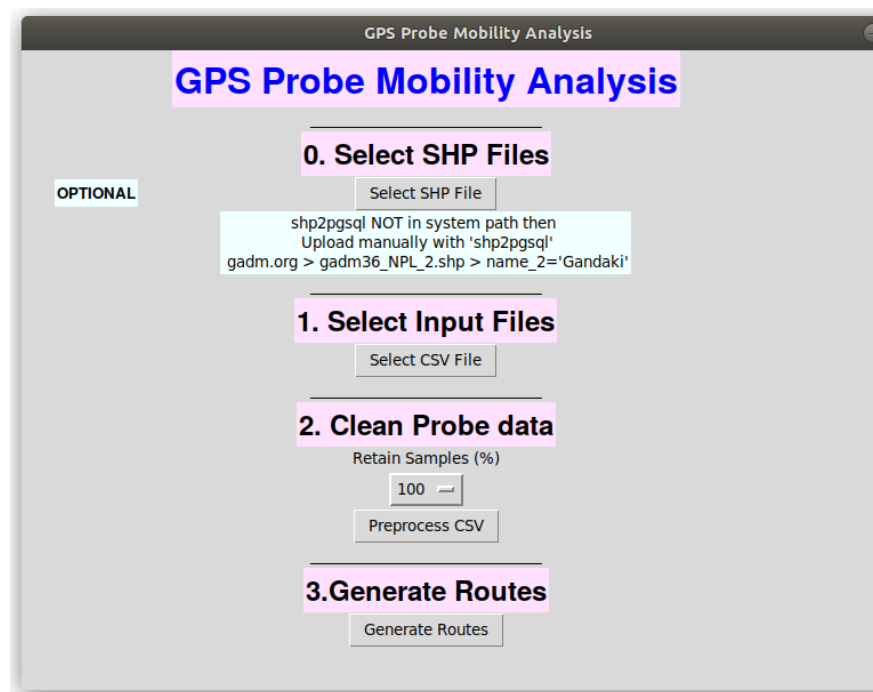 GPS Probe Mobility Analysis
GPS Probe Mobility Analysis
0. Select SHP Files
OPTIONAL
Select SHP File
shp2pgsql NOT in system path then
Upload manually with 'shp2pgsql'
gadm.org > gadm36_NPL_2.shp > name_2='Gandaki'
1. Select Input Files
Select CSV File
2. Clean Probe data
Retain Samples (%)
100
Preprocess CSV
3.Generate Routes
Generate Routes